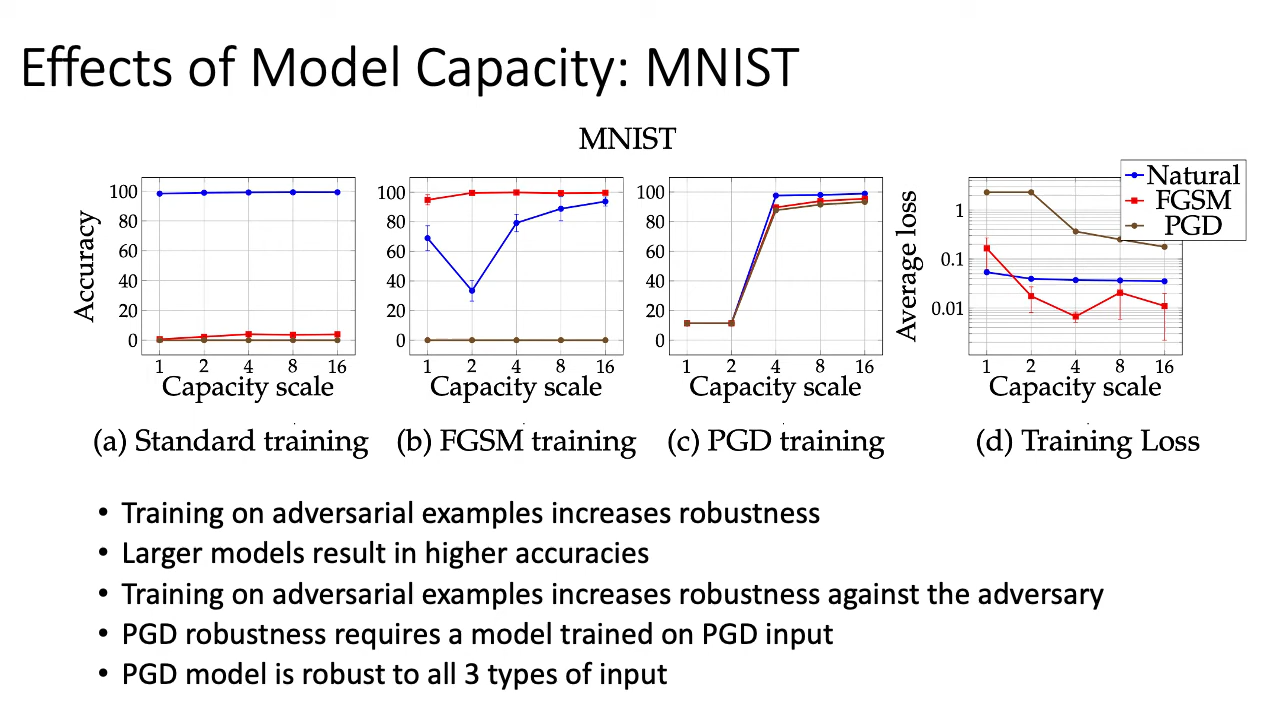 Effects of Model Capacity: MNIST
MNIST
Accuracy
100
80
60
40
20
0
1 2 4 8 16
Capacity scale
(a) Standard training
100
80
60
40
20
0
1 2 4 8 16
Capacity scale
(b) FGSM training
100
80
60
40
20
0
1 2 4 8 16
Capacity scale
(c) PGD training
Average loss
1
0.1
0.01
1 2 4 8 16
Capacity scale
(d) Training Loss
Natural
FGSM
PGD
• Training on adversarial examples increases robustness
• Larger models result in higher accuracies
• Training on adversarial examples increases robustness against the adversary
• PGD robustness requires a model trained on PGD input
• PGD model is robust to all 3 types of input